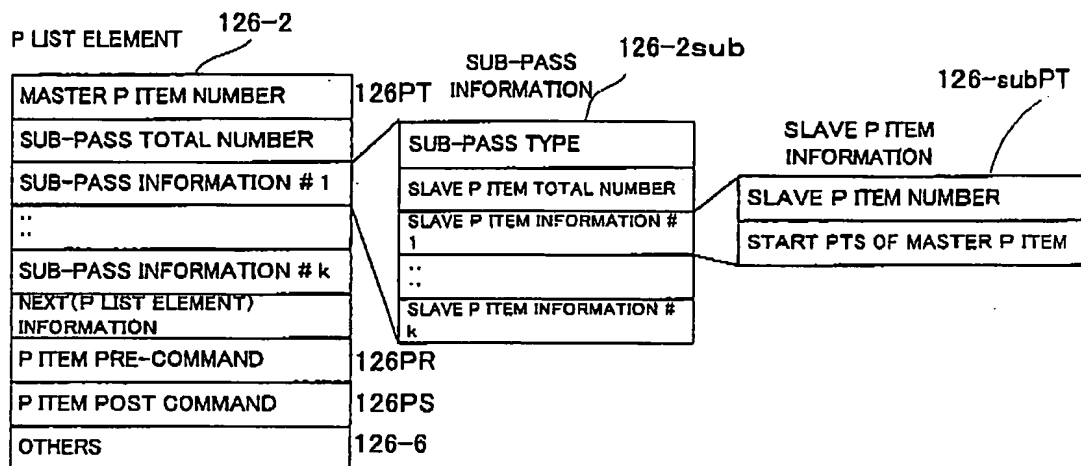 126-2
P LIST ELEMENT
MASTER P ITEM NUMBER
126PT
SUB-PASS TOTAL NUMBER
SUB-PASS INFORMATION # 1
::
SUB-PASS INFORMATION # k
NEXT(P LIST ELEMENT)
INFORMATION
P ITEM PRE-COMMAND
126PR
P ITEM POST COMMAND
126PS
OTHERS
126-6
126-2sub
SUB-PASS
INFORMATION
SUB-PASS TYPE
SLAVE P ITEM TOTAL NUMBER
SLAVE P ITEM INFORMATION #
1
::
SLAVE P ITEM INFORMATION #
k
126-subPT
SLAVE P ITEM
INFORMATION
SLAVE P ITEM NUMBER
START PTS OF MASTER P ITEM